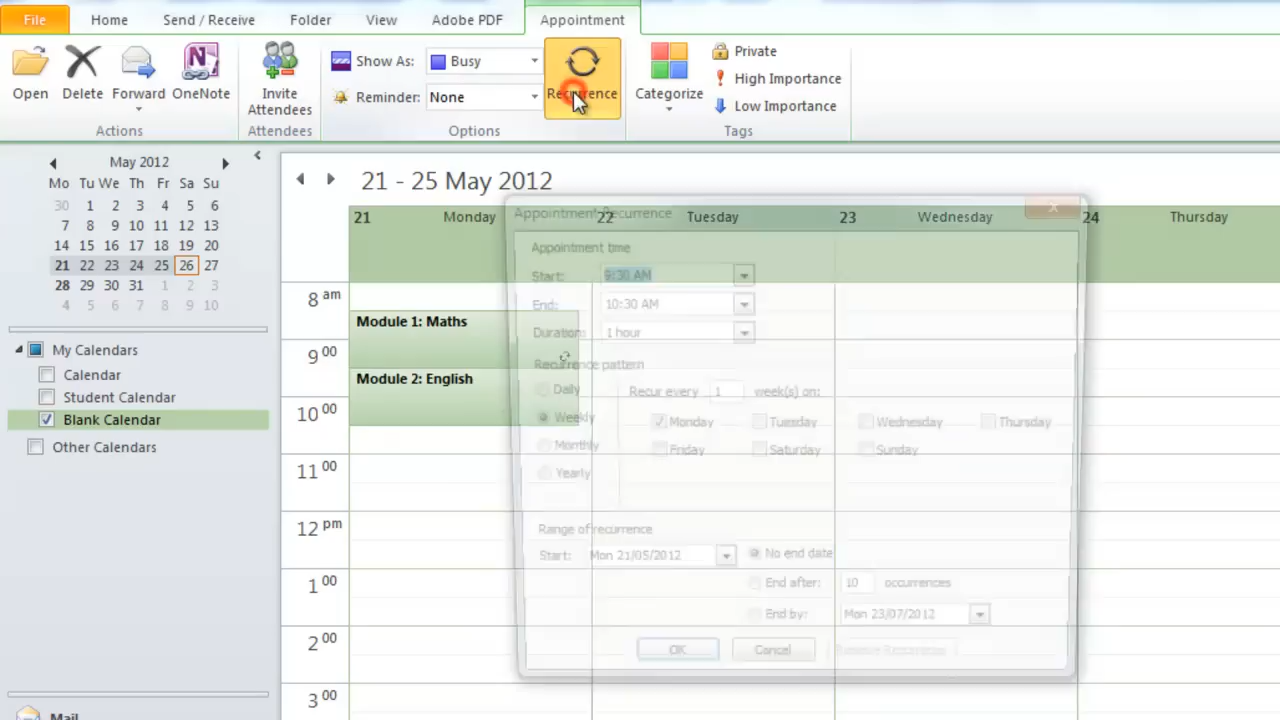 File Home Send / Receive Folder View Adobe PDF Appointment
Open Delete Forward OneNote Invite Attendees Show As: Busy Reminder: None Recurrence Categorize Private High Importance Low Importance
Actions Attendees Options Tags
May 2012
Mo Tu We Th Fr Sa Su
30 1 2 3 4 5 6
7 8 9 10 11 12 13
14 15 16 17 18 19 20
21 22 23 24 25 26 27
28 29 30 31 1 2 3
4 5 6 7 8 9 10
My Calendars
Calendar
Student Calendar
Blank Calendar
Other Calendars
Mail
21 - 25 May 2012
21 Monday 22 Tuesday 23 Wednesday 24 Thursday
8 am
9 00
10 00
11 00
12 pm
1 00
2 00
3 00
Module 1: Maths
Module 2: English
Appointment Recurrence
Appointment time
Start: 9:30 AM
End: 10:30 AM
Duration: 1 hour
Recurrence pattern
Daily
Weekly
Monthly
Yearly
Recur every 1 week(s) on:
Monday Tuesday Wednesday Thursday
Friday Saturday Sunday
Range of recurrence
Start: Mon 21/05/2012 No end date
End after: 10 occurrences
End by: Mon 23/07/2012
OK Cancel Remove Recurrence